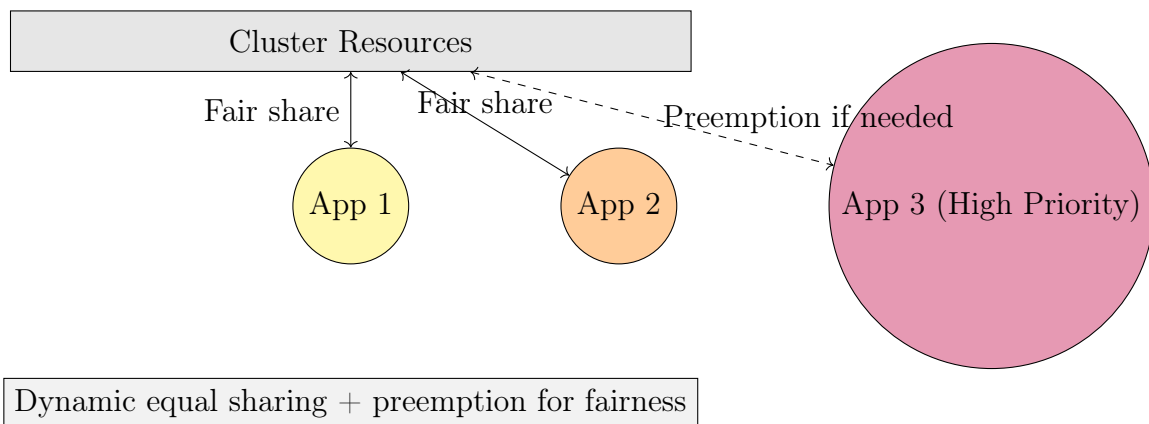 Cluster Resources
Fair share
Fair share
Preemption if needed
App 1
App 2
App 3 (High Priority)
Dynamic equal sharing + preemption for fairness